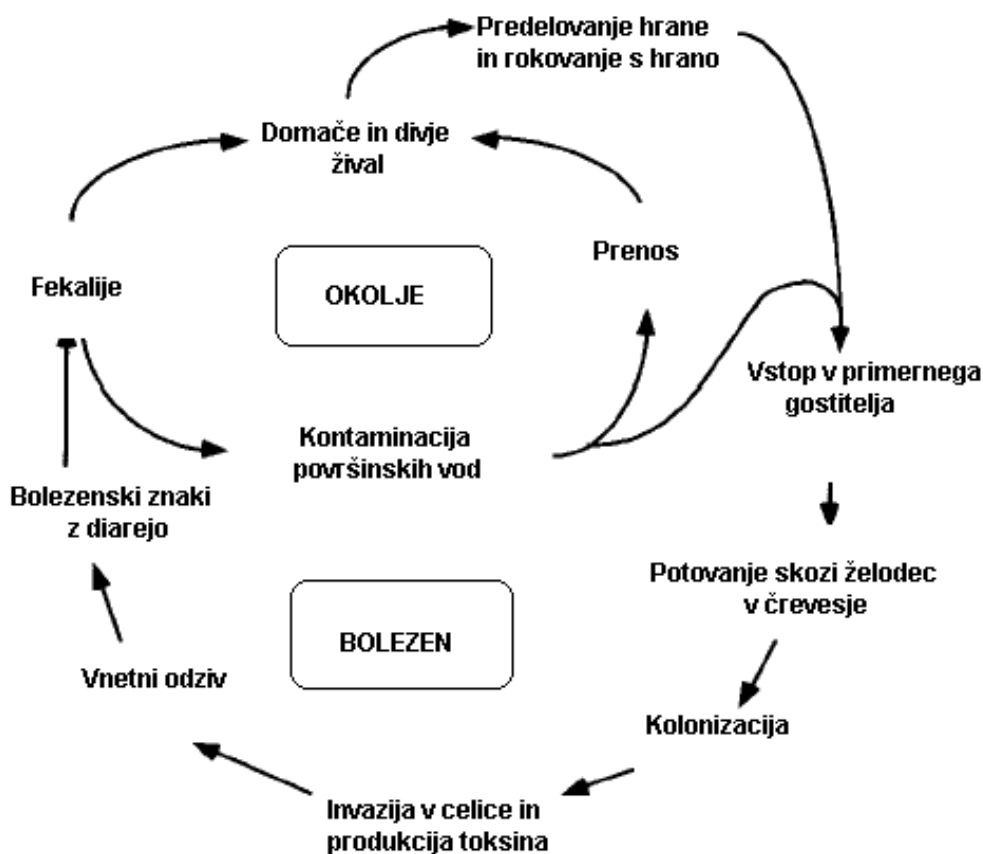 Predelovanje hrane
in rokovanje s hrano
Domače in divje
žival
Prenos
Fekalije
OKOLJE
Vstop v primernega
gostitelja
Kontaminacija
površinskih vod
Bolezenski znaki
z diarejo
Potovanje skozi želodec
v črevesje
BOLEZEN
Vnetni odziv
Kolonizacija
Invazija v celice in
produkcija toksina